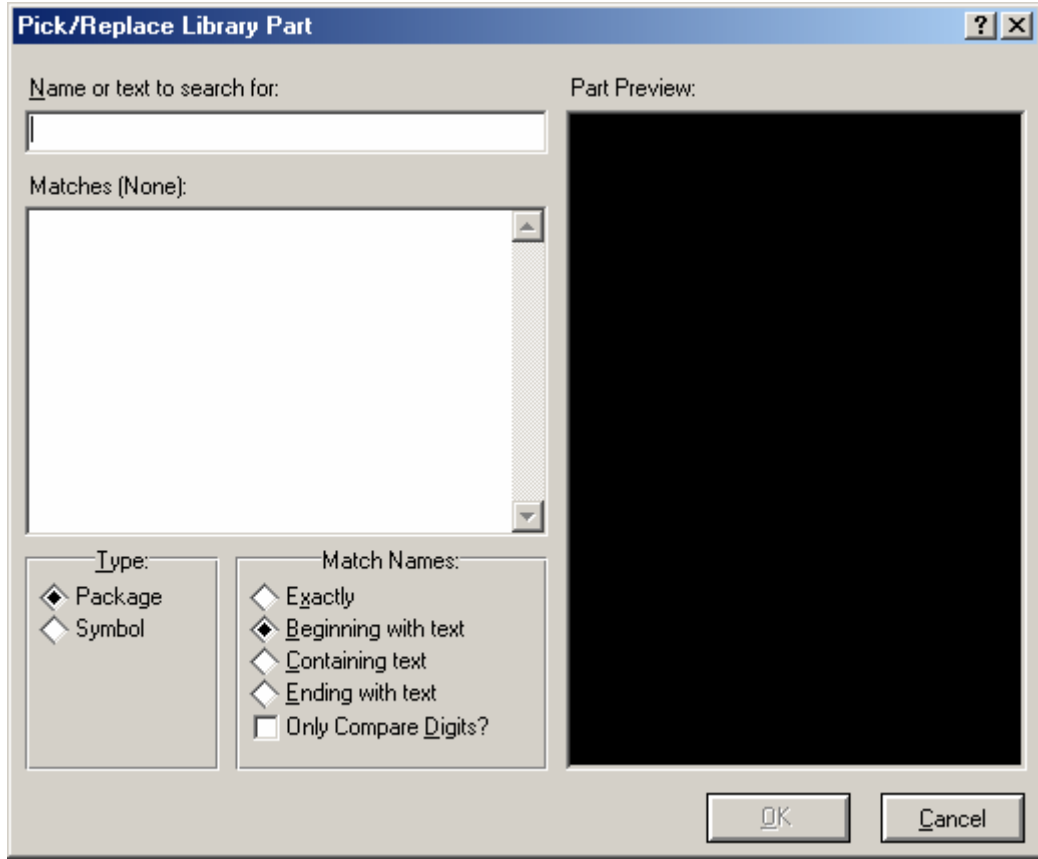 Pick/Replace Library Part
Name or text to search for:
Part Preview:
Matches (None):
Type:
Package
Symbol
Match Names:
Exactly
Beginning with text
Containing text
Ending with text
Only Compare Digits?
OK
Cancel